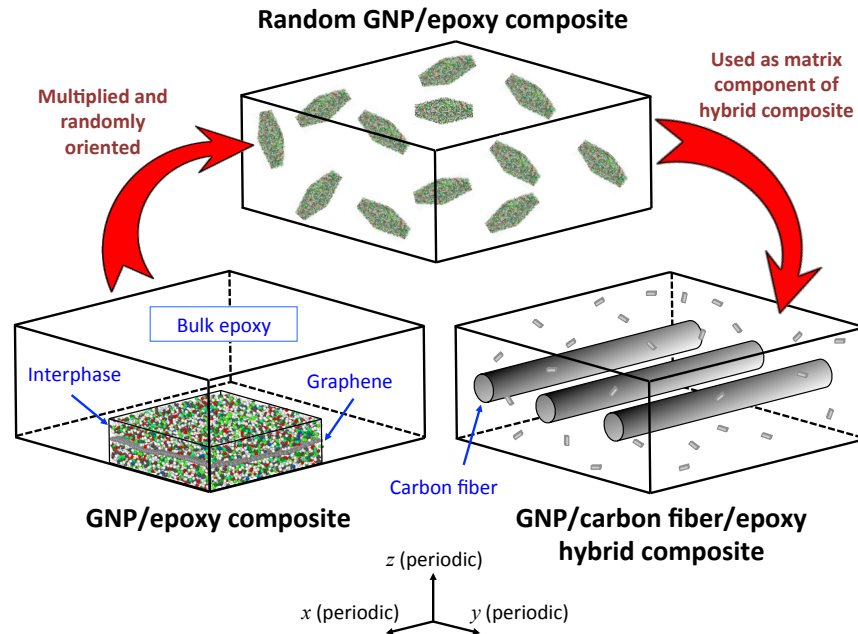 Random GNP/epoxy composite
Multiplied and
randomly
oriented
Used as matrix
component of
hybrid composite
Bulk epoxy
Interphase
Graphene
Carbon fiber
GNP/epoxy composite
GNP/carbon fiber/epoxy
hybrid composite
z (periodic)
x (periodic)
y (periodic)